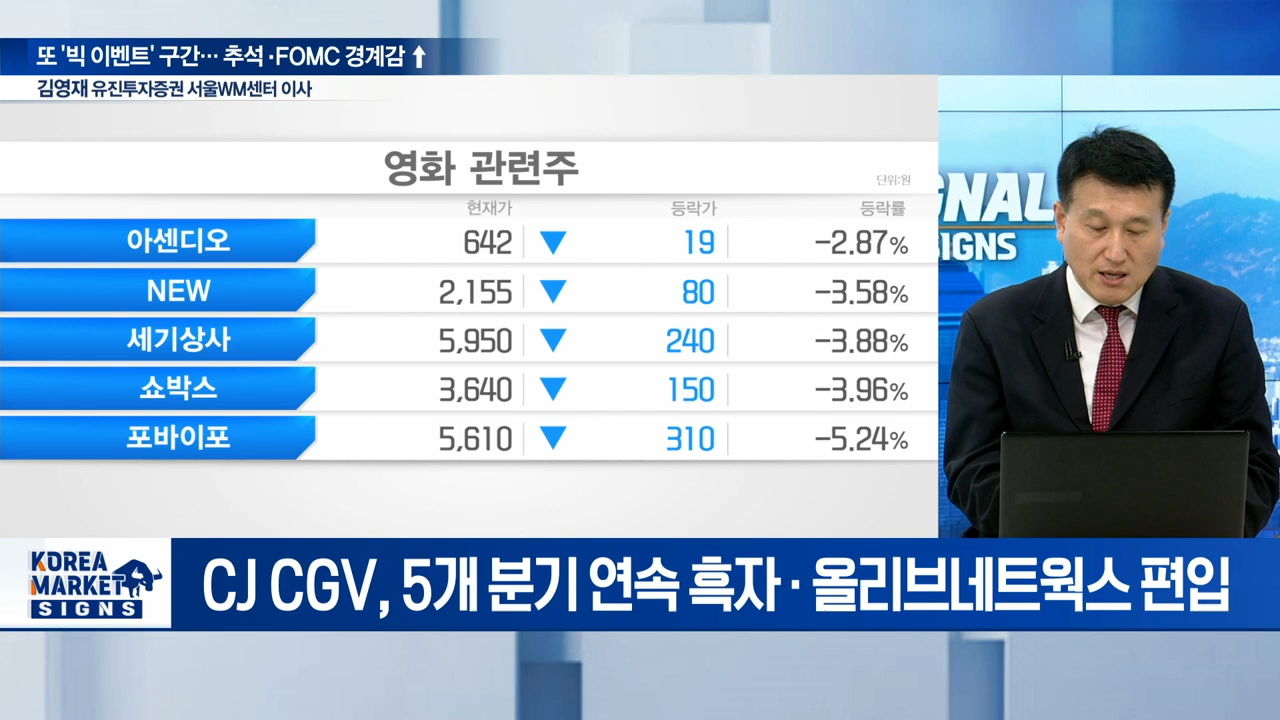 또 '빅 이벤트' 구간… 추석·FOMC 경계감 ↑
김영재 유진투자증권 서울WM센터 이사
영화 관련주
단위:원
현재가 등락가 등락률
아센디오 642 ▼ 19 -2.87%
NEW 2,155 ▼ 80 -3.58%
세기상사 5,950 ▼ 240 -3.88%
쇼박스 3,640 ▼ 150 -3.96%
포바이포 5,610 ▼ 310 -5.24%
SIGNS
KOREA
MARKET
SIGNS
CJ CGV, 5개 분기 연속 흑자·올리브네트웍스 편입